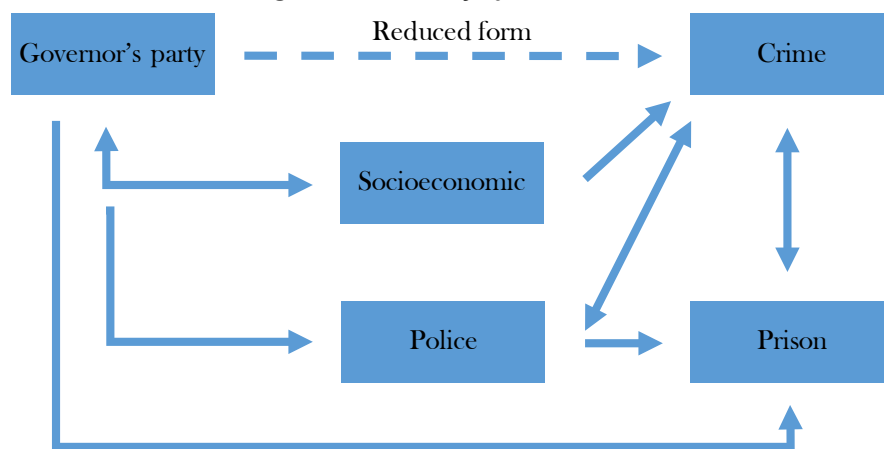 Reduced form
Governor's party
Crime
Socioeconomic
Police
Prison